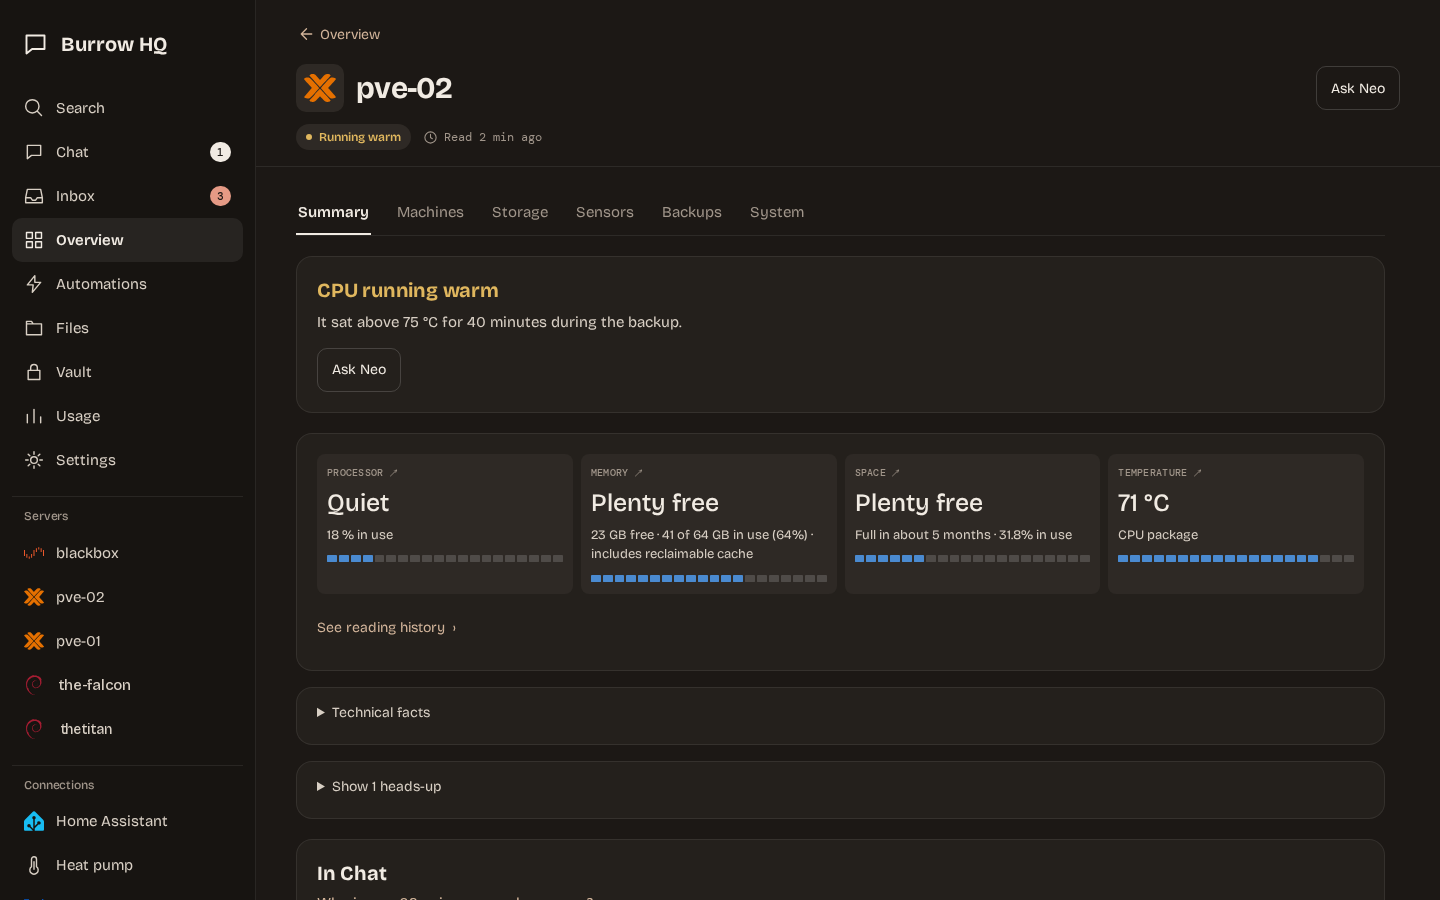 Burrow HQ
Search
Chat 1
Inbox 3
Overview
Automations
Files
Vault
Usage
Settings
Servers
blackbox
pve-02
pve-01
the-falcon
thetitan
Connections
Home Assistant
Heat pump
← Overview
pve-02
Ask Neo
Running warm
Read 2 min ago
Summary Machines Storage Sensors Backups System
CPU running warm
It sat above 75 °C for 40 minutes during the backup.
Ask Neo
PROCESSOR ↗
Quiet
18 % in use
MEMORY ↗
Plenty free
23 GB free · 41 of 64 GB in use (64%) ·
includes reclaimable cache
SPACE ↗
Plenty free
Full in about 5 months · 31.8% in use
TEMPERATURE ↗
71 °C
CPU package
See reading history ›
Technical facts
Show 1 heads-up
In Chat